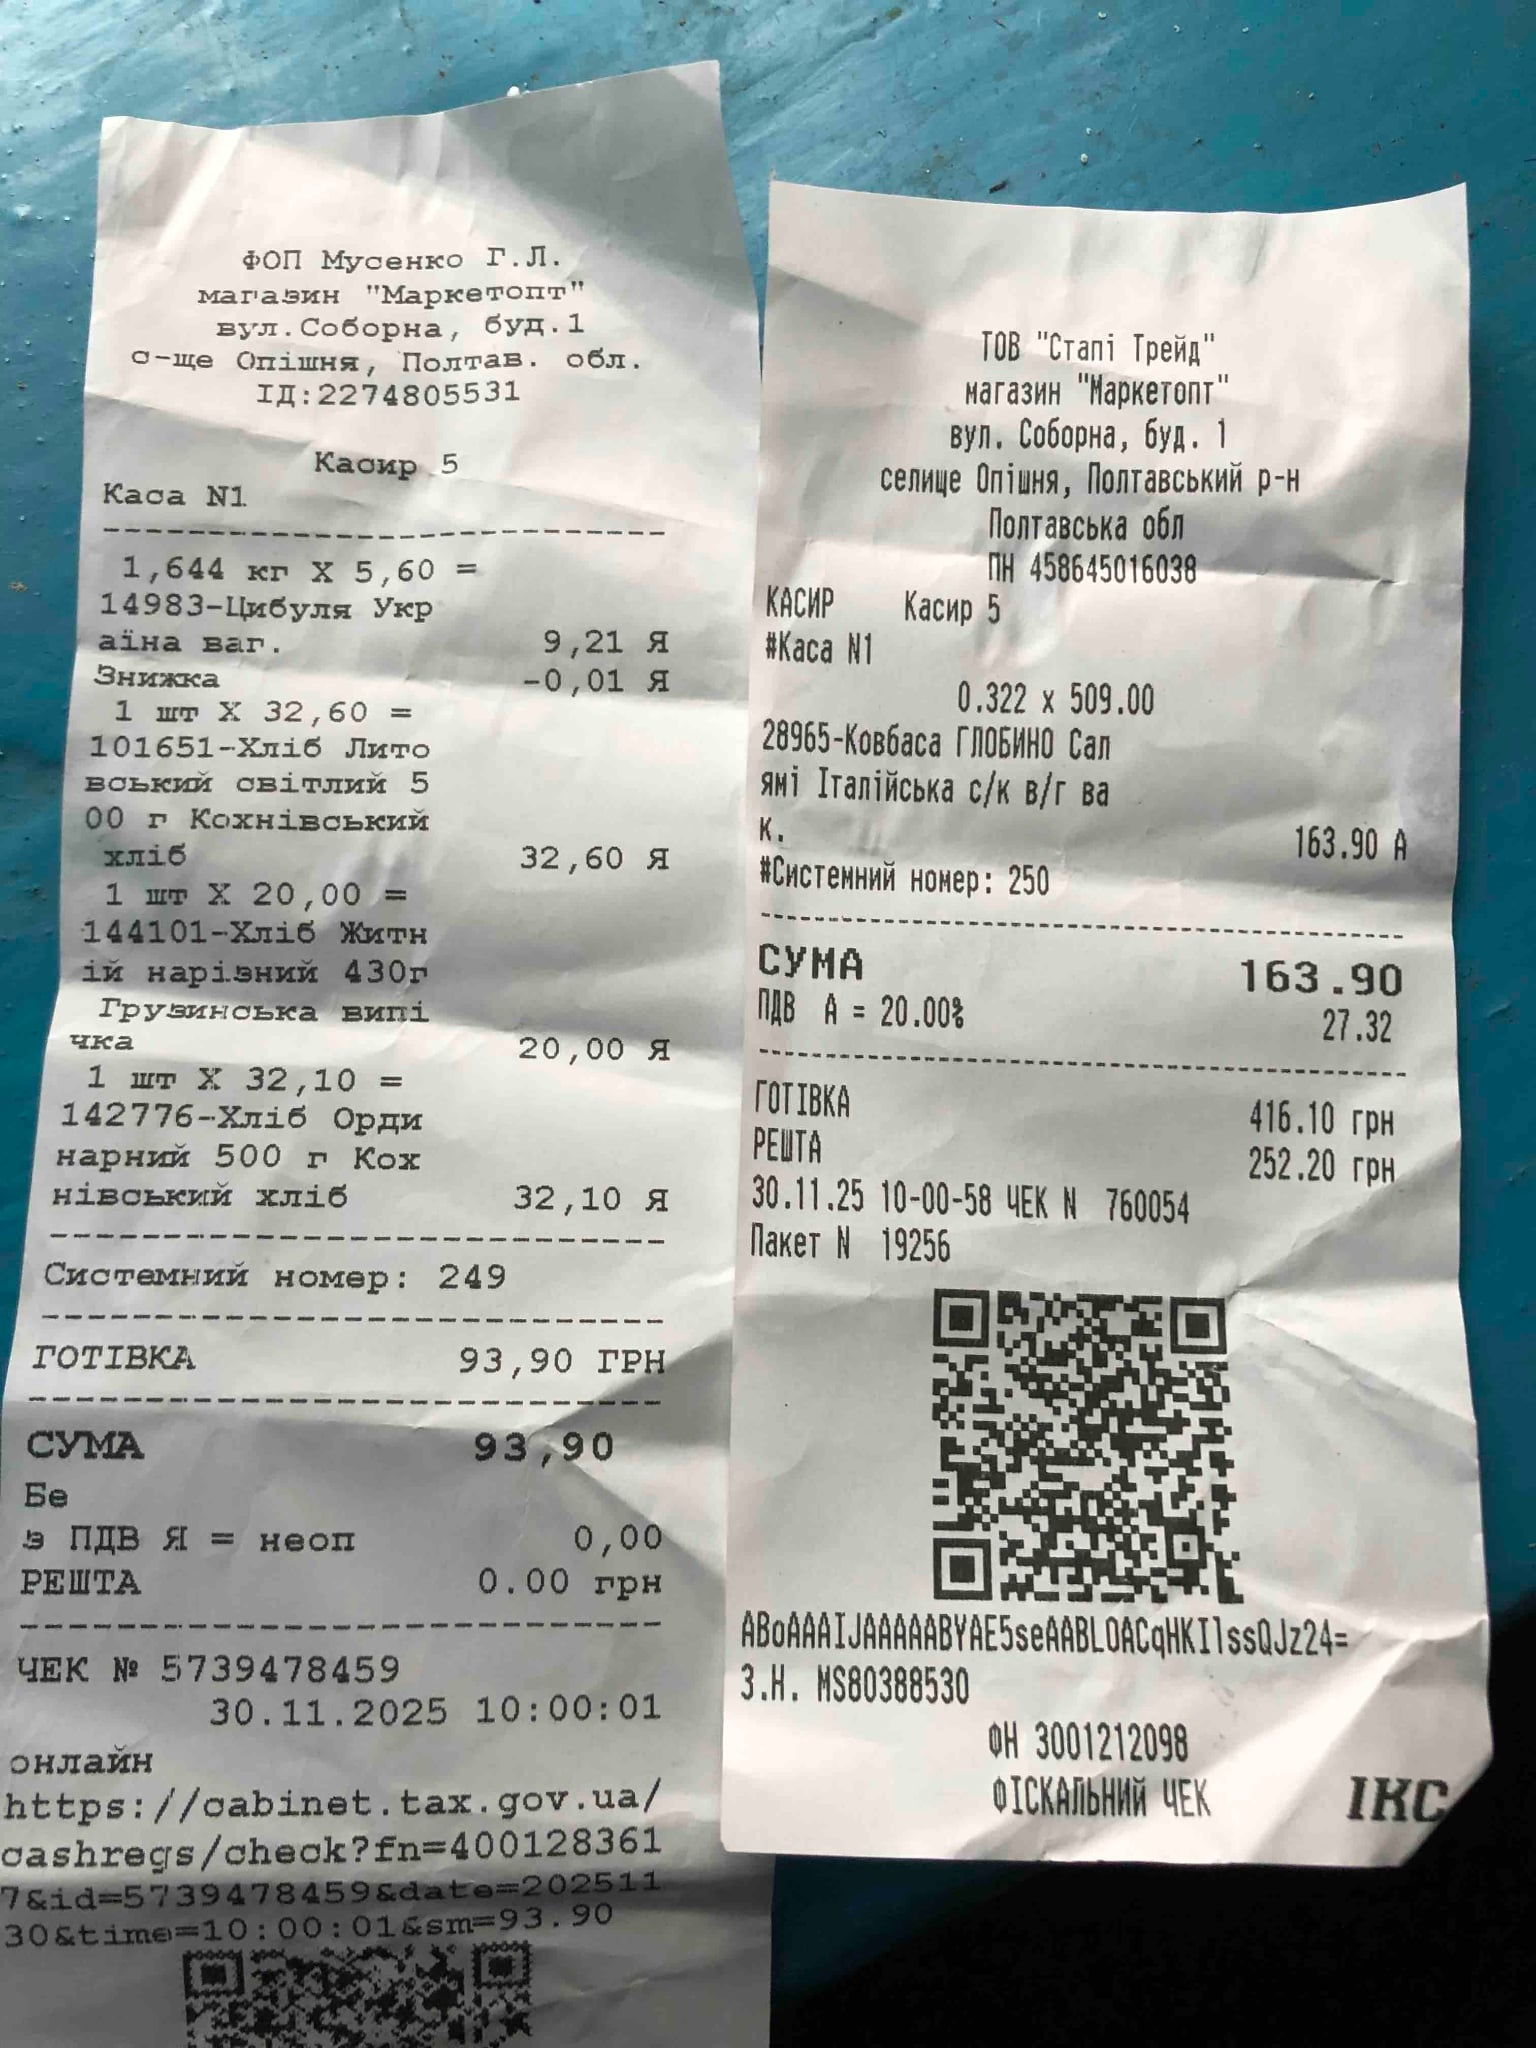 ФОП Мусенко Г.Л.
магазин "Маркетопт"
вул.Соборна, буд.1
с-ще Опішня, Полтав. обл.
ІД:2274805531
Касир 5
Каса N1
1,644 кг X 5,60 =
14983-Цибуля Укр
аїна ваг. 9,21 Я
Знижка -0,01 Я
1 шт X 32,60 =
101651-Хліб Лито
вський світлий 5
00 г Кохнівський
хліб 32,60 Я
1 шт X 20,00 =
144101-Хліб Житн
ій нарізний 430г
Грузинська випі
чка 20,00 Я
1 шт X 32,10 =
142776-Хліб Орди
нарний 500 г Кох
нівський хліб 32,10 Я
Системний номер: 249
ГОТІВКА 93,90 ГРН
СУМА 93,90
Бе
з ПДВ Я = неоп 0,00
РЕШТА 0.00 грн
ЧЕК № 5739478459
30.11.2025 10:00:01
онлайн
https://cabinet.tax.gov.ua/
cashregs/check?fn=400128361
7&id=5739478459&date=202511
30&time=10:00:01&sm=93.90
ТОВ "Стапі Трейд"
магазин "Маркетопт"
вул. Соборна, буд. 1
селище Опішня, Полтавський р-н
Полтавська обл
ПН 458645016038
КАСИР Касир 5
#Каса N1
0.322 x 509.00
28965-Ковбаса ГЛОБИНО Сал
ямі Італійська с/к в/г ва
к. 163.90 А
#Системний номер: 250
СУМА 163.90
ПДВ А = 20.00% 27.32
ГОТІВКА 416.10 грн
РЕШТА 252.20 грн
30.11.25 10-00-58 ЧЕК N 760054
Пакет N 19256
ABoAAAIJAAAAABYAE5seAABLOACqHKIlssQJz24=
З.Н. MS80388530
ФН 3001212098
ФІСКАЛЬНИЙ ЧЕК
ІКС